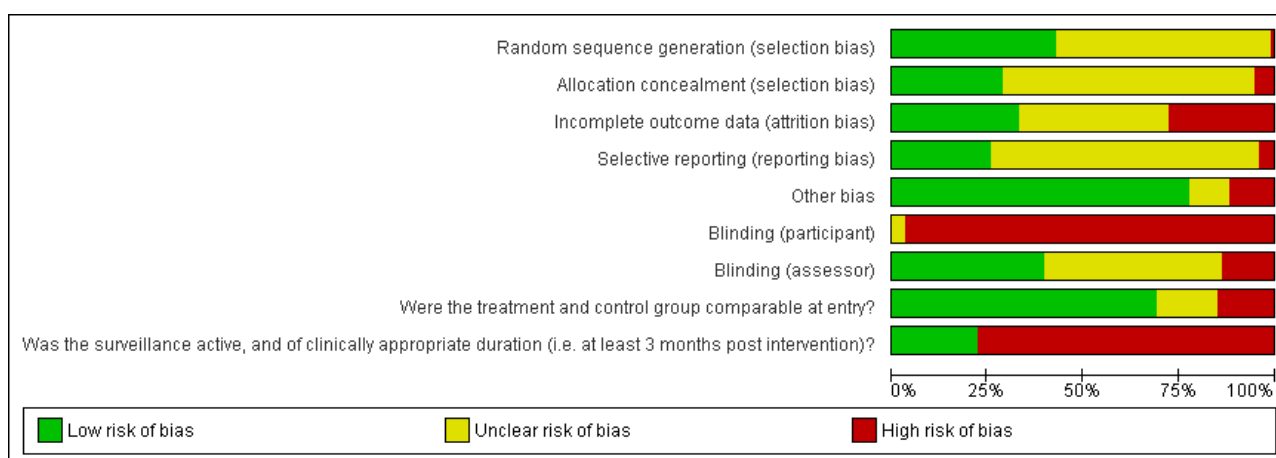 Random sequence generation (selection bias)
Allocation concealment (selection bias)
Incomplete outcome data (attrition bias)
Selective reporting (reporting bias)
Other bias
Blinding (participant)
Blinding (assessor)
Were the treatment and control group comparable at entry?
Was the surveillance active, and of clinically appropriate duration (i.e. at least 3 months post intervention)?
0% 25% 50% 75% 100%
Low risk of bias Unclear risk of bias High risk of bias